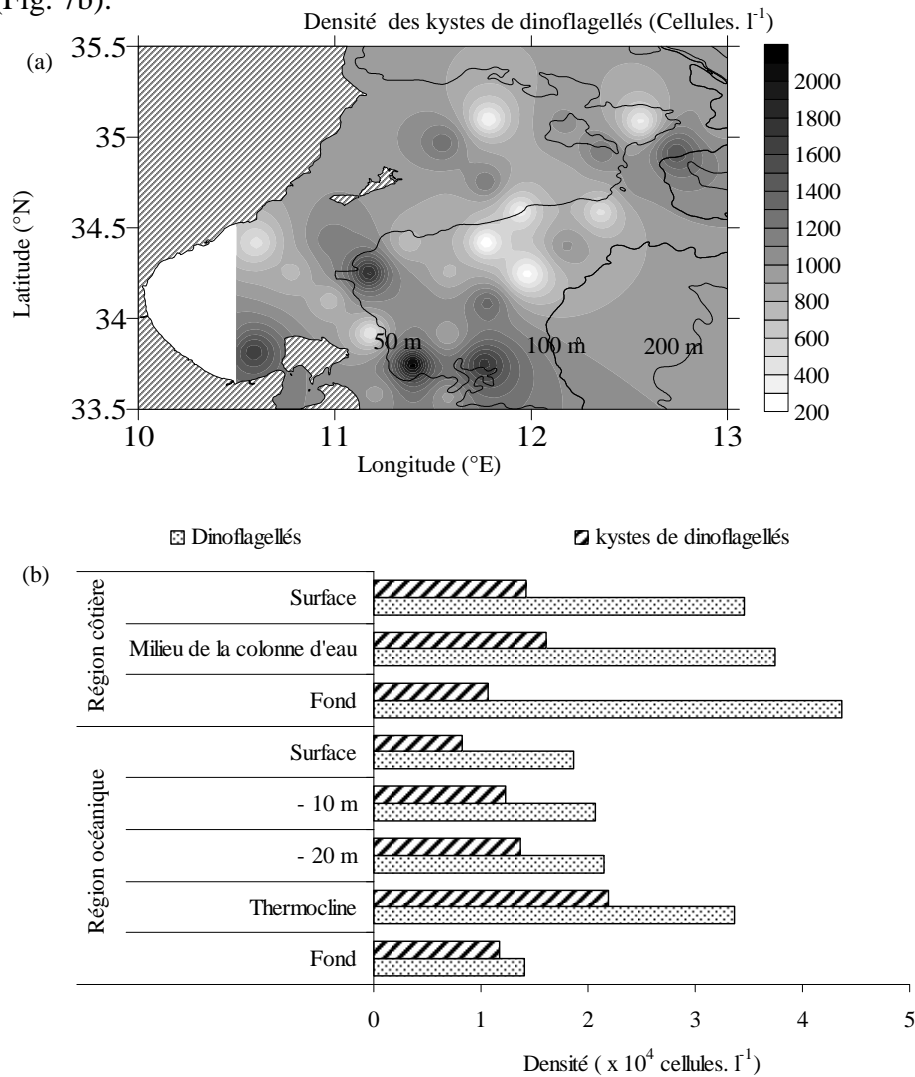 (Fig. 7b).
Densité des kystes de dinoflagellés (Cellules. l⁻¹)
(a)
35.5
35
34.5
34
33.5
Latitude (°N)
50 m
100 m
200 m
10
11
12
13
Longitude (°E)
2000
1800
1600
1400
1200
1000
800
600
400
200
Dinoflagellés
kystes de dinoflagellés
(b)
Région côtière
Surface
Milieu de la colonne d'eau
Fond
Région océanique
Surface
- 10 m
- 20 m
Thermocline
Fond
0 1 2 3 4 5
Densité ( x 10⁴ cellules. l⁻¹)